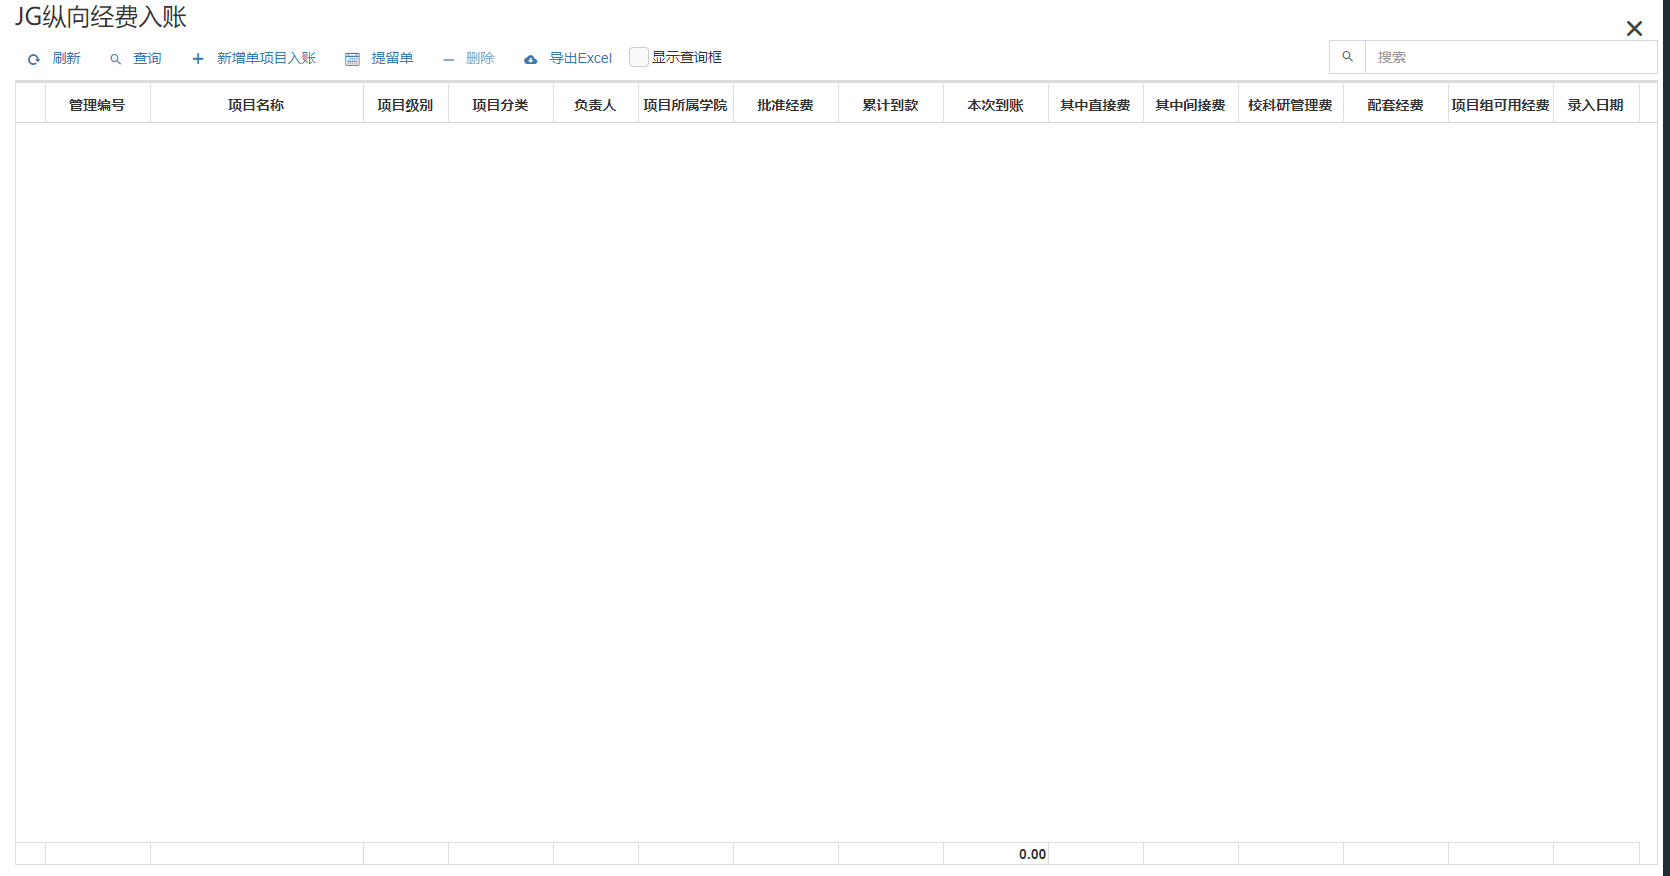 JG纵向经费入账
刷新 查询 新增单项目入账 提留单 删除 导出Excel 显示查询框 搜索
管理编号 项目名称 项目级别 项目分类 负责人 项目所属学院 批准经费 累计到款 本次到账 其中直接费 其中间接费 校科研管理费 配套经费 项目组可用经费 录入日期
0.00